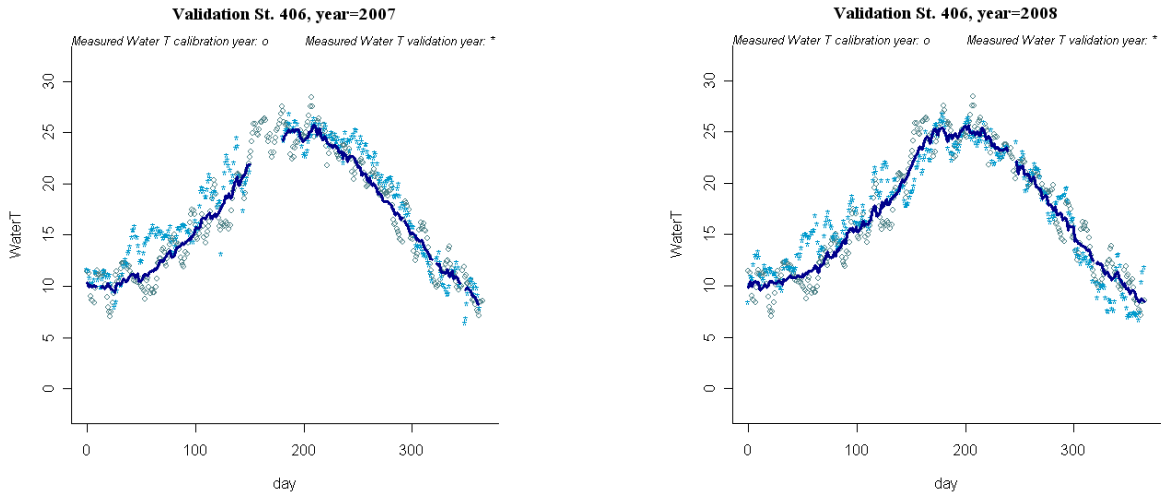 Validation St. 406, year=2007
Measured Water T calibration year: o Measured Water T validation year: *
WaterT
30
25
20
15
10
5
0
0 100 200 300
day
Validation St. 406, year=2008
Measured Water T calibration year: o Measured Water T validation year: *
WaterT
30
25
20
15
10
5
0
0 100 200 300
day